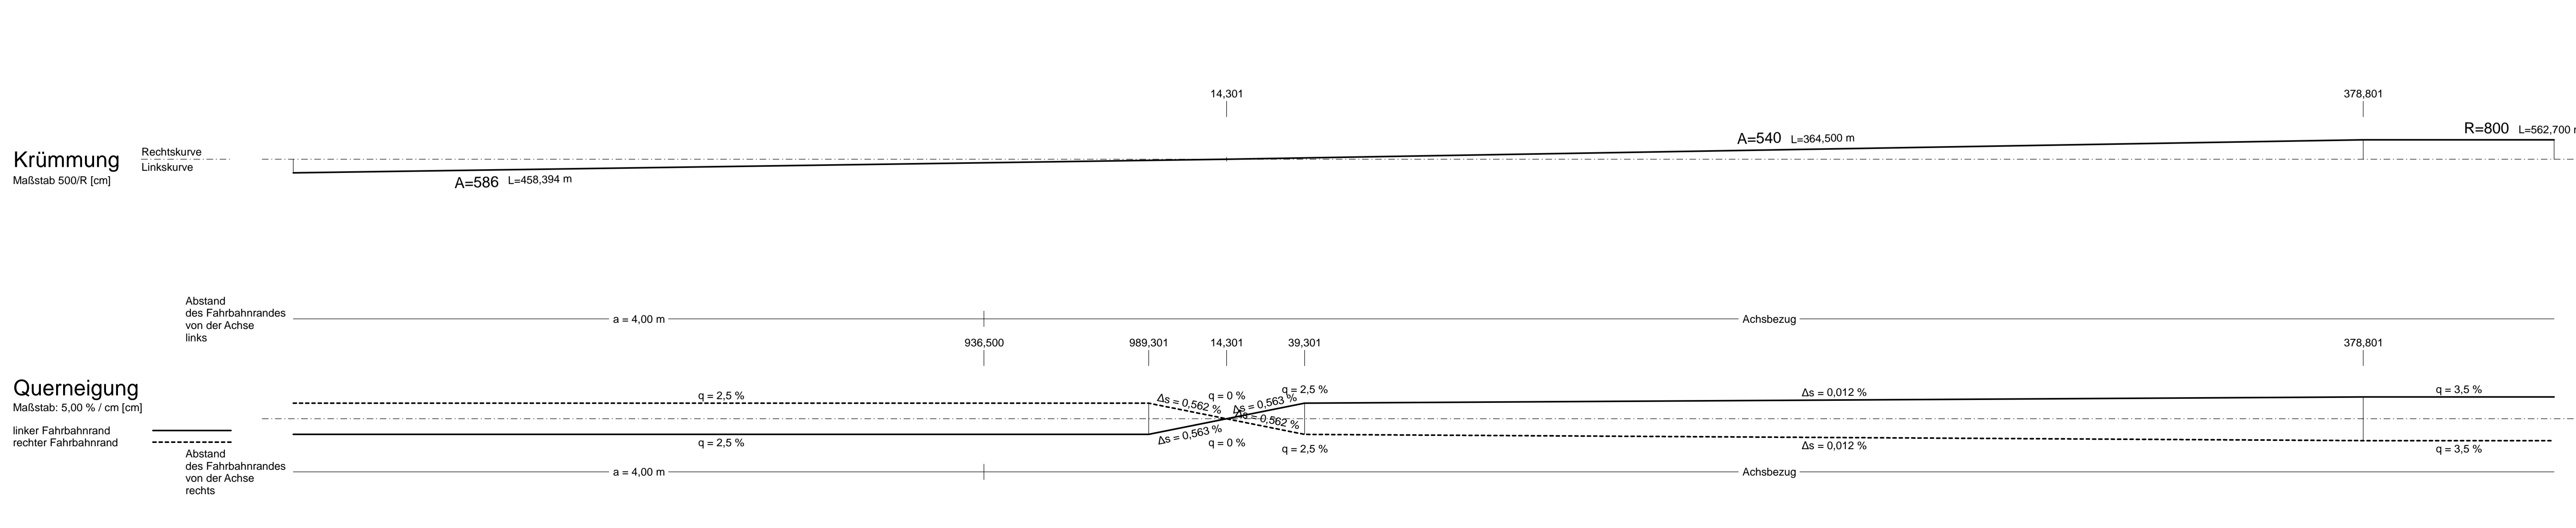 14,301
378,801
Krümmung
Maßstab 500/R [cm]
Rechtskurve
Linkskurve
A=586 L=458,394 m
A=540 L=364,500 m
R=800 L=562,700
Abstand
des Fahrbahnrandes
von der Achse
links
a = 4,00 m
Achsbezug
936,500
989,301
14,301
39,301
378,801
Querneigung
Maßstab: 5,00 % / cm [cm]
linker Fahrbahnrand
rechter Fahrbahnrand
q = 2,5 %
Δs = 0,562 %
q = 0 %
Δs = 0,563 %
q = 2,5 %
Δs = 0,012 %
q = 3,5 %
q = 2,5 %
Δs = 0,563 %
q = 0 %
Δs = 0,562 %
q = 2,5 %
Δs = 0,012 %
q = 3,5 %
Abstand
des Fahrbahnrandes
von der Achse
rechts
a = 4,00 m
Achsbezug